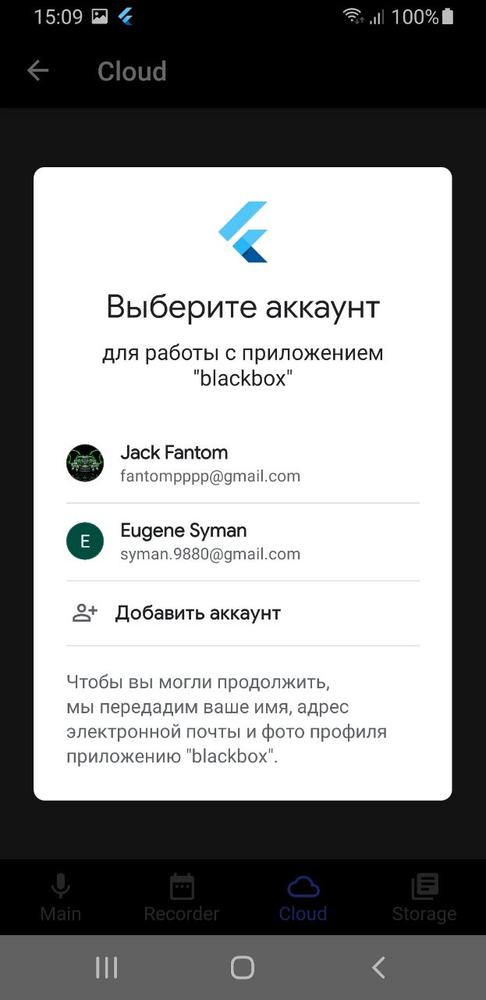 15:09
100%
Cloud
Выберите аккаунт
для работы с приложением
"blackbox"
Jack Fantom
fantompppp@gmail.com
E
Eugene Syman
syman.9880@gmail.com
Добавить аккаунт
Чтобы вы могли продолжить,
мы передадим ваше имя, адрес
электронной почты и фото профиля
приложению "blackbox".
Main
Recorder
Cloud
Storage